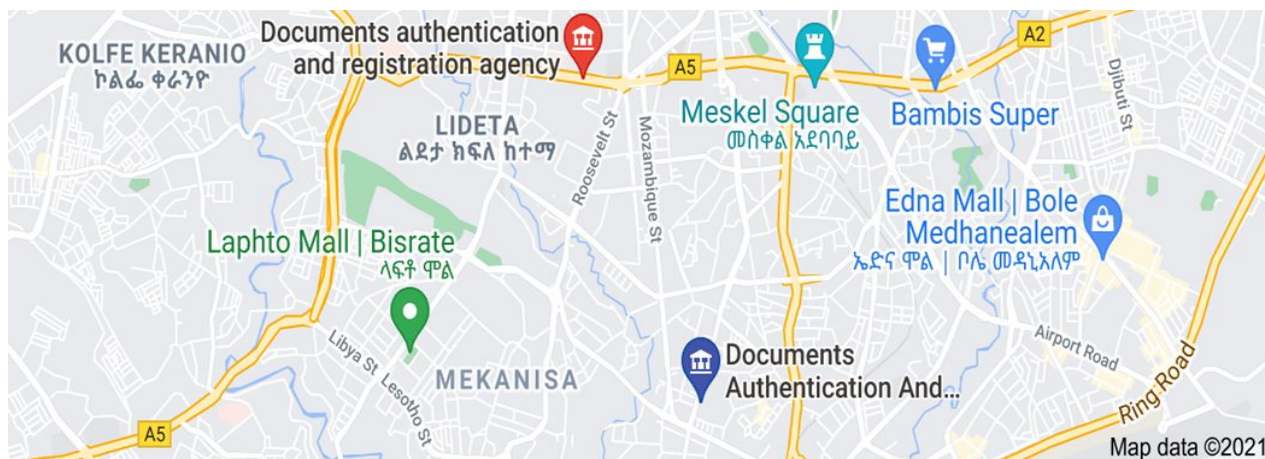 Documents authentication
and registration agency
KOLFE KERANIO
ኮልፌ ቀራንዮ
A5
A2
Meskel Square
መስቀል አደባባይ
Bambis Super
Djibuti St
LIDETA
ልደታ ክፍለ ከተማ
Roosevelt St
Mozambique St
Edna Mall | Bole
Medhanealem
ኤድና ሞል | ቦሌ መዳኒአለም
Laphto Mall | Bisrate
ላፍቶ ሞል
Libya St
Lesotho St
MEKANISA
Documents
Authentication And...
Airport Road
Ring Road
A5
Map data ©2021